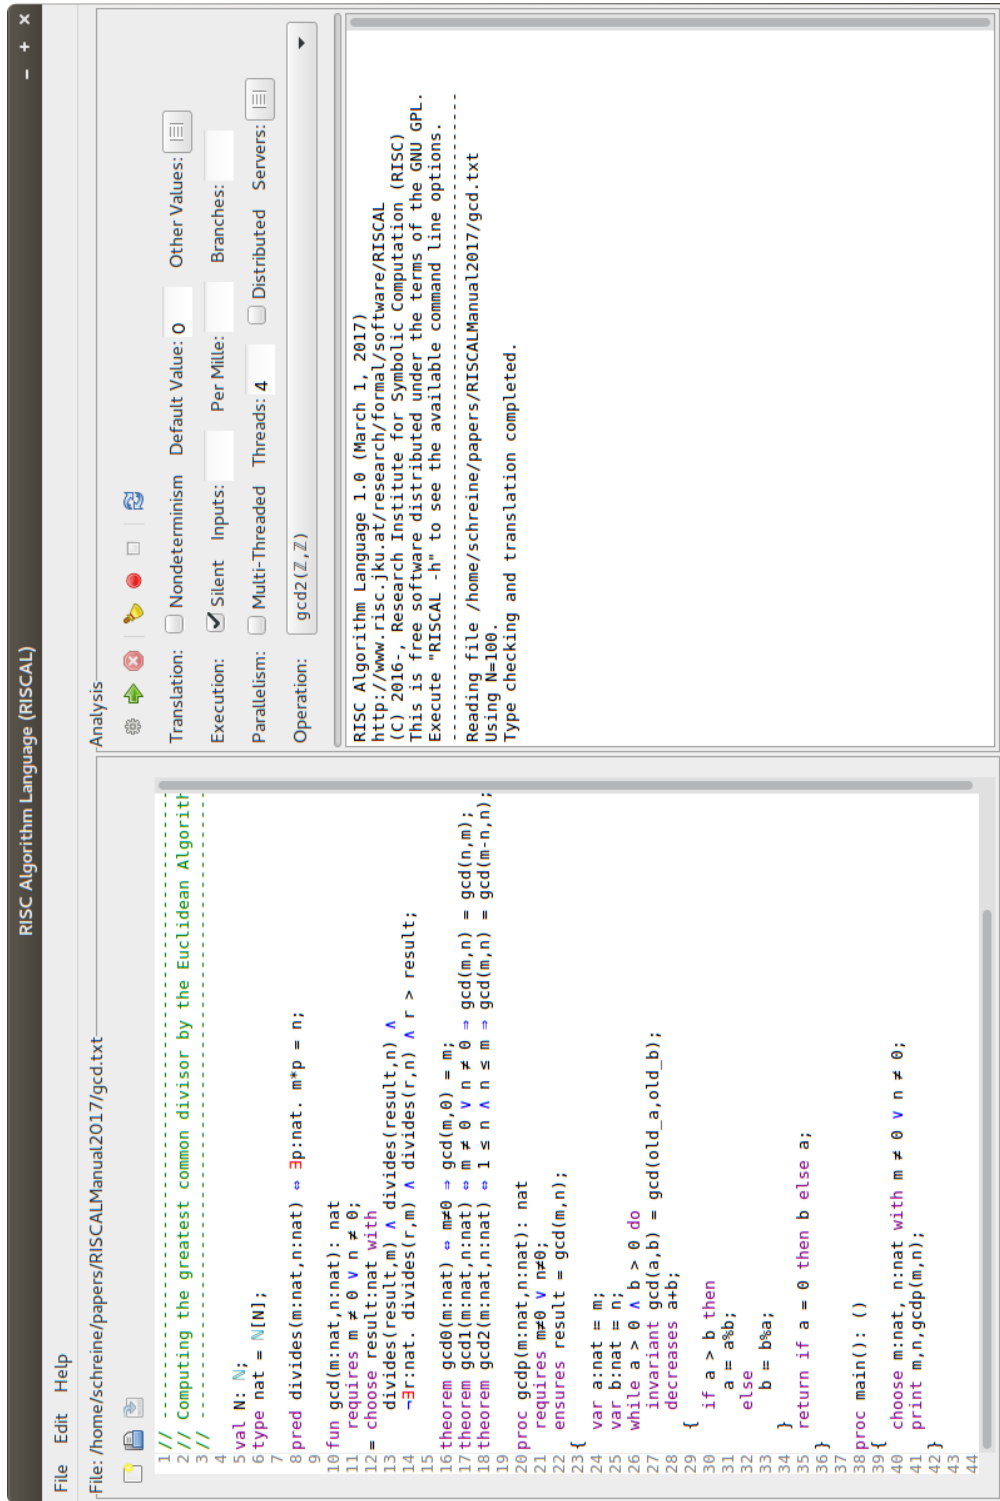 RISC Algorithm Language (RISCAL)
File Edit Help
File: /home/schreine/papers/RISCALManual2017/gcd.txt
1 // ----------------------------------------------------------------
2 // Computing the greatest common divisor by the Euclidean Algorith
3 // ----------------------------------------------------------------
4
5 val N: ℕ;
6 type nat = ℕ[N];
7
8 pred divides(m:nat,n:nat) ⇔ ∃p:nat. m*p = n;
9
10 fun gcd(m:nat,n:nat): nat
11 requires m ≠ 0 ∨ n ≠ 0;
12 = choose result:nat with
13 divides(result,m) ∧ divides(result,n) ∧
14 ¬∃r:nat. divides(r,m) ∧ divides(r,n) ∧ r > result;
15
16 theorem gcd0(m:nat) ⇔ m≠0 ⇒ gcd(m,0) = m;
17 theorem gcd1(m:nat,n:nat) ⇔ m ≠ 0 ∨ n ≠ 0 ⇒ gcd(m,n) = gcd(n,m);
18 theorem gcd2(m:nat,n:nat) ⇔ 1 ≤ n ∧ n ≤ m ⇒ gcd(m,n) = gcd(m-n,n);
19
20 proc gcdp(m:nat,n:nat): nat
21 requires m≠0 ∨ n≠0;
22 ensures result = gcd(m,n);
23 {
24 var a:nat = m;
25 var b:nat = n;
26 while a > 0 ∧ b > 0 do
27 invariant gcd(a,b) = gcd(old_a,old_b);
28 decreases a+b;
29 {
30 if a > b then
31 a = a%b;
32 else
33 b = b%a;
34 }
35 return if a = 0 then b else a;
36 }
37
38 proc main(): ()
39 {
40 choose m:nat, n:nat with m ≠ 0 ∨ n ≠ 0;
41 print m,n,gcdp(m,n);
42 }
43
44
Analysis
Translation: Nondeterminism Default Value: 0 Other Values:
Execution: Silent Inputs: Per Mille: Branches:
Parallelism: Multi-Threaded Threads: 4 Distributed Servers:
Operation: gcd2(ℤ,ℤ)
RISC Algorithm Language 1.0 (March 1, 2017)
http://www.risc.jku.at/research/formal/software/RISCAL
(C) 2016-, Research Institute for Symbolic Computation (RISC)
This is free software distributed under the terms of the GNU GPL.
Execute "RISCAL -h" to see the available command line options.
-----------------------------------------------------------------
Reading file /home/schreine/papers/RISCALManual2017/gcd.txt
Using N=100.
Type checking and translation completed.